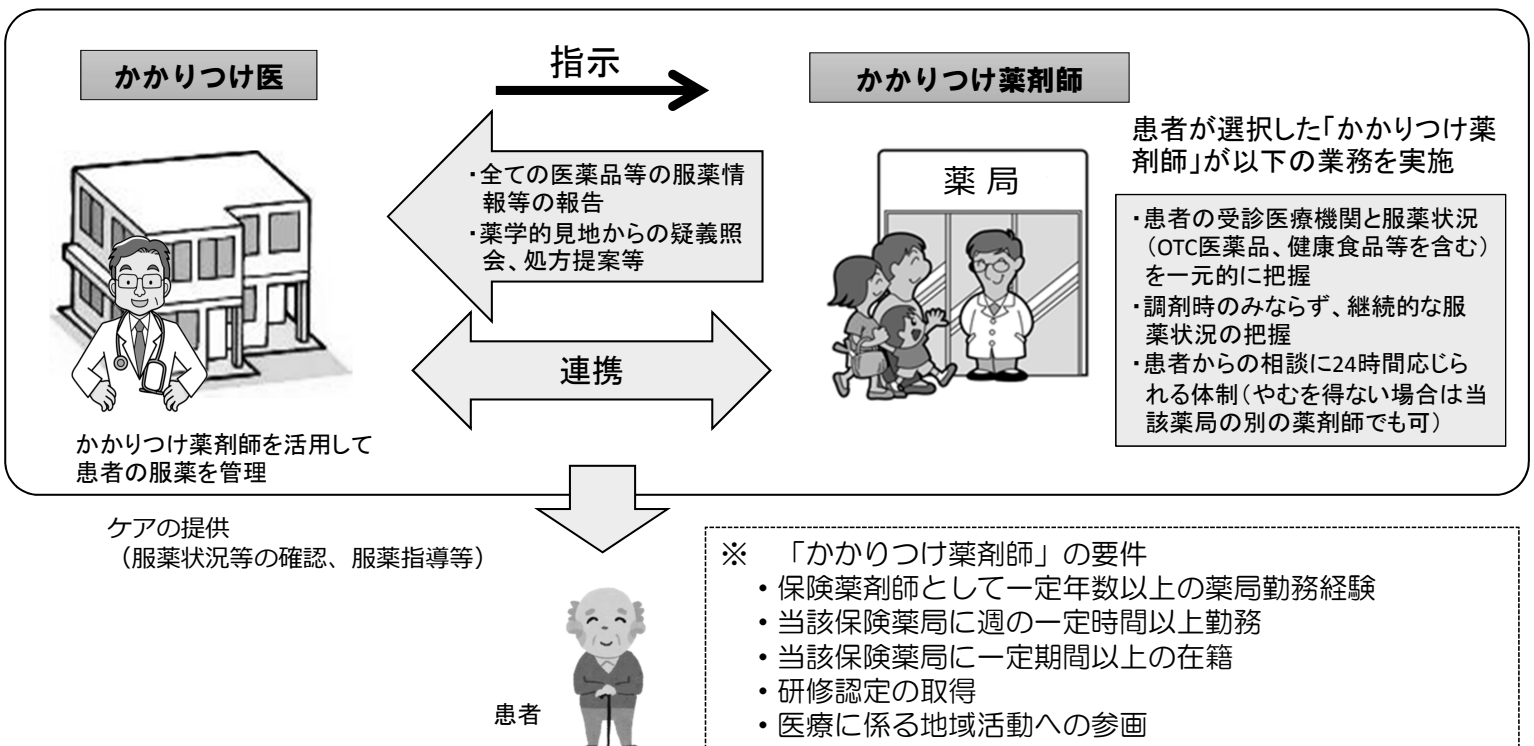 かかりつけ医
指示
かかりつけ薬剤師
・全ての医薬品等の服薬情
報等の報告
・薬学的見地からの疑義照
会、処方提案等
連携
かかりつけ薬剤師を活用して
患者の服薬を管理
薬局
患者が選択した「かかりつけ薬
剤師」が以下の業務を実施
・患者の受診医療機関と服薬状況
（OTC医薬品、健康食品等を含む）
を一元的に把握
・調剤時のみならず、継続的な服
薬状況の把握
・患者からの相談に24時間応じら
れる体制（やむを得ない場合は当
該薬局の別の薬剤師でも可）
ケアの提供
（服薬状況等の確認、服薬指導等）
患者
※　「かかりつけ薬剤師」の要件
・保険薬剤師として一定年数以上の薬局勤務経験
・当該保険薬局に週の一定時間以上勤務
・当該保険薬局に一定期間以上の在籍
・研修認定の取得
・医療に係る地域活動への参画